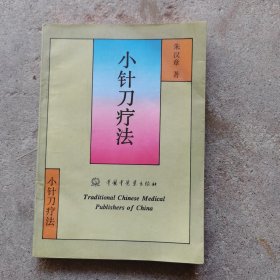 朱汉章 著
小针刀疗法
小针刀疗法
中国中医药出版社
Traditional Chinese Medical
Publishers of China